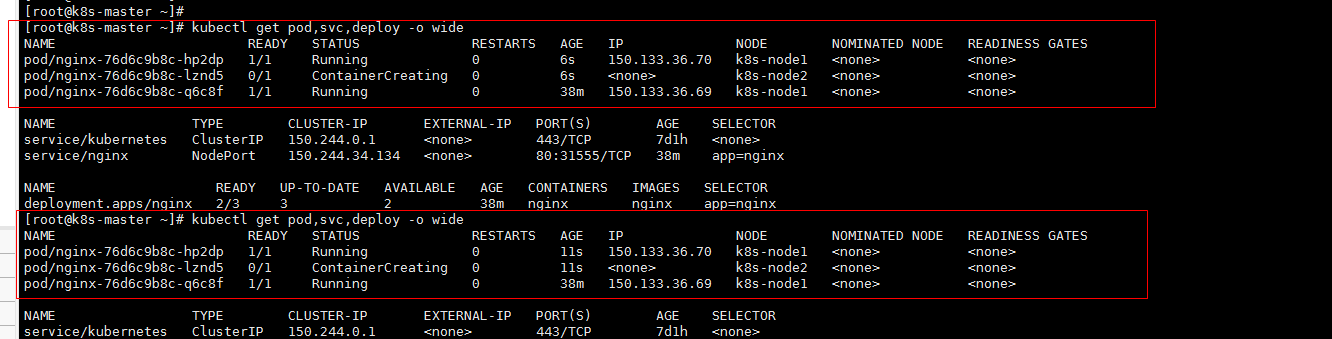 [root@k8s-master ~]#
[root@k8s-master ~]# kubectl get pod,svc,deploy -o wide
NAME READY STATUS RESTARTS AGE IP NODE NOMINATED NODE READINESS GATES
pod/nginx-76d6c9b8c-hp2dp 1/1 Running 0 6s 150.133.36.70 k8s-node1 <none> <none>
pod/nginx-76d6c9b8c-lznd5 0/1 ContainerCreating 0 6s <none> k8s-node2 <none> <none>
pod/nginx-76d6c9b8c-q6c8f 1/1 Running 0 38m 150.133.36.69 k8s-node1 <none> <none>
NAME TYPE CLUSTER-IP EXTERNAL-IP PORT(S) AGE SELECTOR
service/kubernetes ClusterIP 150.244.0.1 <none> 443/TCP 7d1h <none>
service/nginx NodePort 150.244.34.134 <none> 80:31555/TCP 38m app=nginx
NAME READY UP-TO-DATE AVAILABLE AGE CONTAINERS IMAGES SELECTOR
deployment.apps/nginx 2/3 3 2 38m nginx nginx app=nginx
[root@k8s-master ~]# kubectl get pod,svc,deploy -o wide
NAME READY STATUS RESTARTS AGE IP NODE NOMINATED NODE READINESS GATES
pod/nginx-76d6c9b8c-hp2dp 1/1 Running 0 11s 150.133.36.70 k8s-node1 <none> <none>
pod/nginx-76d6c9b8c-lznd5 0/1 ContainerCreating 0 11s <none> k8s-node2 <none> <none>
pod/nginx-76d6c9b8c-q6c8f 1/1 Running 0 38m 150.133.36.69 k8s-node1 <none> <none>
NAME TYPE CLUSTER-IP EXTERNAL-IP PORT(S) AGE SELECTOR
service/kubernetes ClusterIP 150.244.0.1 <none> 443/TCP 7d1h <none>